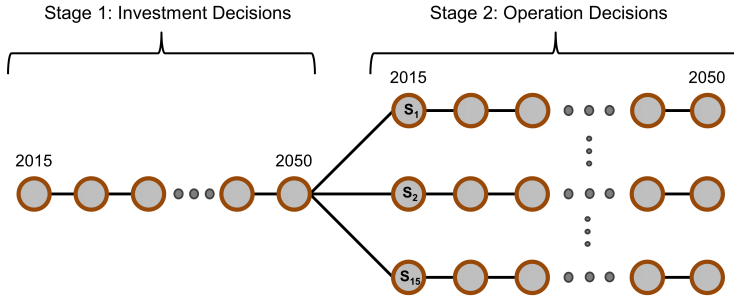 Stage 1: Investment Decisions
Stage 2: Operation Decisions
2015
2050
S1
2015
2050
S2
S15